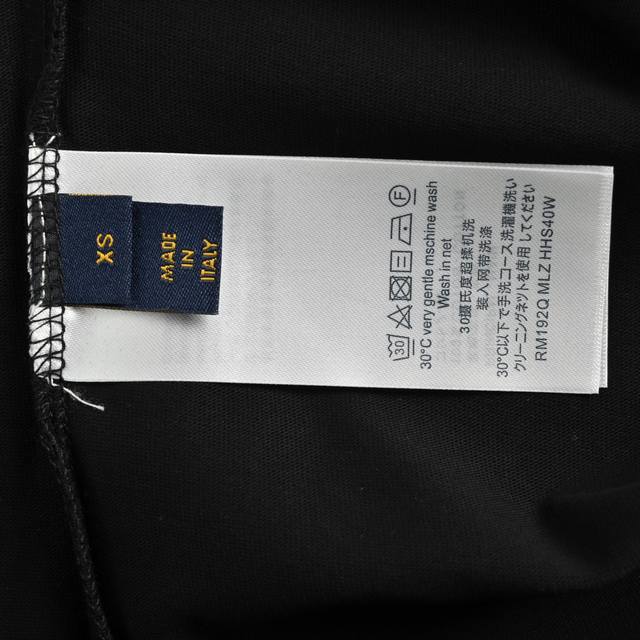 XS
MADE
IN
ITALY
30
F
30°C very gentle mschine wash
Wash in net
30摄氏度超揉机洗
装入网带洗涤
30℃以下で手洗コース洗濯機洗い
クリーニングネットを使用してください
RM192Q MLZ HHS40W